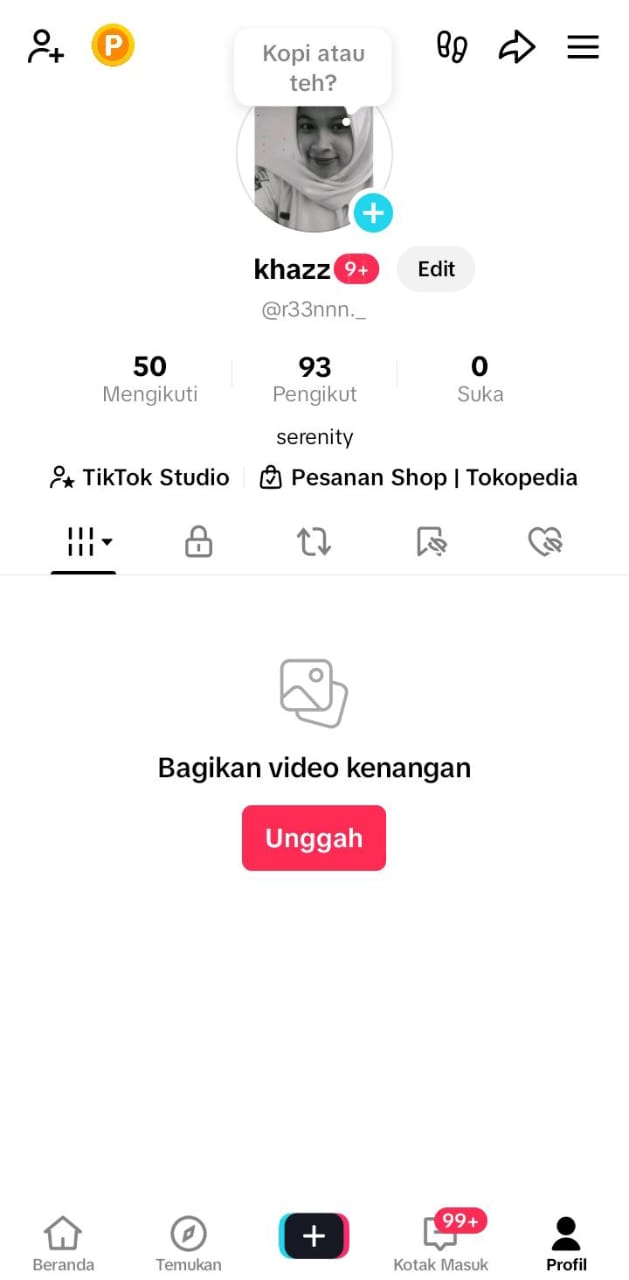 P
Kopi atau
teh?
khazz 9+ Edit
@r33nnn._
50 93 0
Mengikuti Pengikut Suka
serenity
TikTok Studio Pesanan Shop | Tokopedia
Bagikan video kenangan
Unggah
99+
Beranda Temukan Kotak Masuk Profil